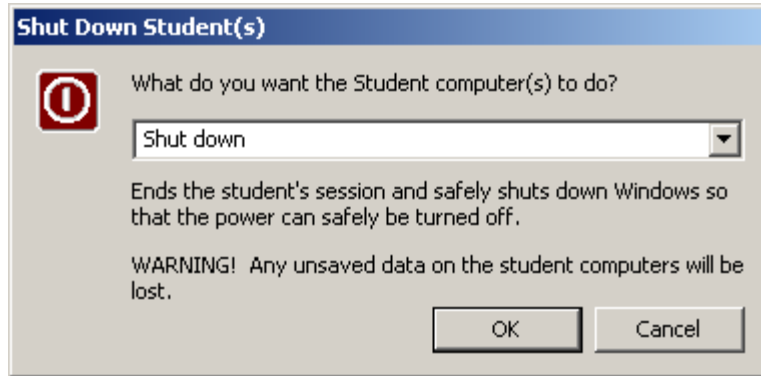 Shut Down Student(s)
What do you want the Student computer(s) to do?
Shut down
Ends the student's session and safely shuts down Windows so
that the power can safely be turned off.
WARNING!  Any unsaved data on the student computers will be
lost.
OK
Cancel